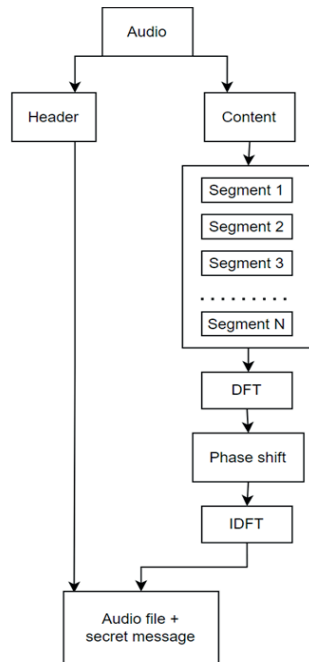 Audio
Header
Content
Segment 1
Segment 2
Segment 3
. . . . . . . . .
Segment N
DFT
Phase shift
IDFT
Audio file +
secret message